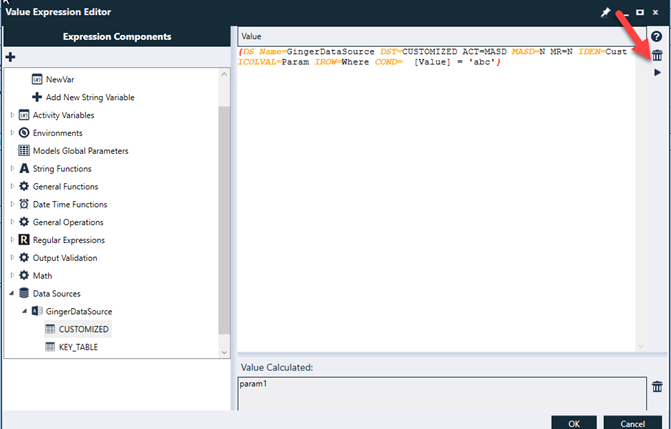 Value Expression Editor
Expression Components
Value
{DS Name=GingerDataSource DST=CUSTOMIZED ACT=MASD MASD=N MR=N IDEN=Cust
ICOLVAL=Param IROW=Where COND= [Value] = 'abc'}
NewVar
Add New String Variable
Activity Variables
Environments
Models Global Parameters
String Functions
General Functions
Date Time Functions
General Operations
Regular Expressions
Output Validation
Math
Data Sources
GingerDataSource
CUSTOMIZED
KEY_TABLE
Value Calculated:
param1
OK
Cancel